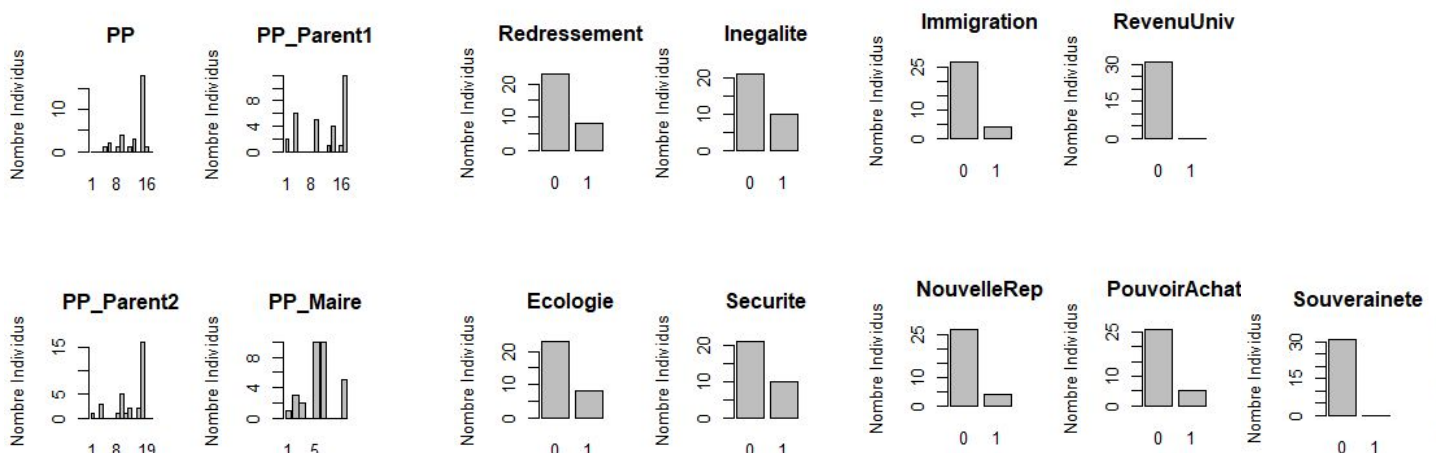 PP
PP_Parent1
Redressement
Inegalite
Immigration
RevenuUniv
Nombre Individus
0 10
1 8 16
Nombre Individus
0 4 8
1 8 16
Nombre Individus
0 10 20
0 1
Nombre Individus
0 10 20
0 1
Nombre Individus
0 10 25
0 1
Nombre Individus
0 15 30
0 1
PP_Parent2
PP_Maire
Ecologie
Securite
NouvelleRep
PouvoirAchat
Souverainete
Nombre Individus
0 5 15
1 8 19
Nombre Individus
0 4 8
1 5
Nombre Individus
0 10 20
0 1
Nombre Individus
0 10 20
0 1
Nombre Individus
0 10 25
0 1
Nombre Individus
0 10 25
0 1
Nombre Individus
0 15 30
0 1